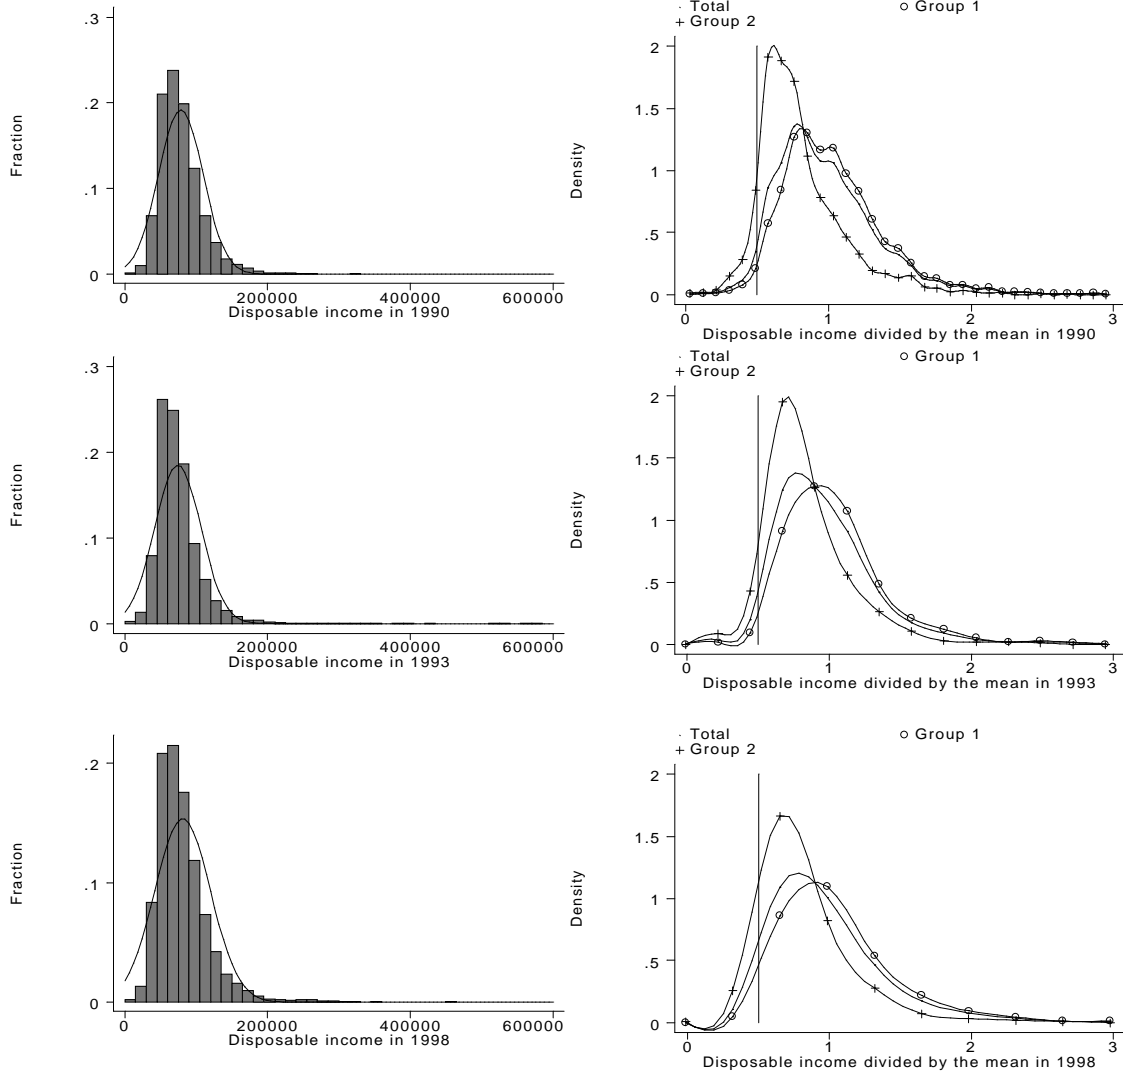 .3
.2
.1
0
Fraction
0 200000 400000 600000
Disposable income in 1990
· Total ○ Group 1
+ Group 2
2
1.5
1
.5
0
Density
0 1 2 3
Disposable income divided by the mean in 1990
.3
.2
.1
0
Fraction
0 200000 400000 600000
Disposable income in 1993
· Total ○ Group 1
+ Group 2
2
1.5
1
.5
0
Density
0 1 2 3
Disposable income divided by the mean in 1993
.2
.1
0
Fraction
0 200000 400000 600000
Disposable income in 1998
· Total ○ Group 1
+ Group 2
2
1.5
1
.5
0
Density
0 1 2 3
Disposable income divided by the mean in 1998